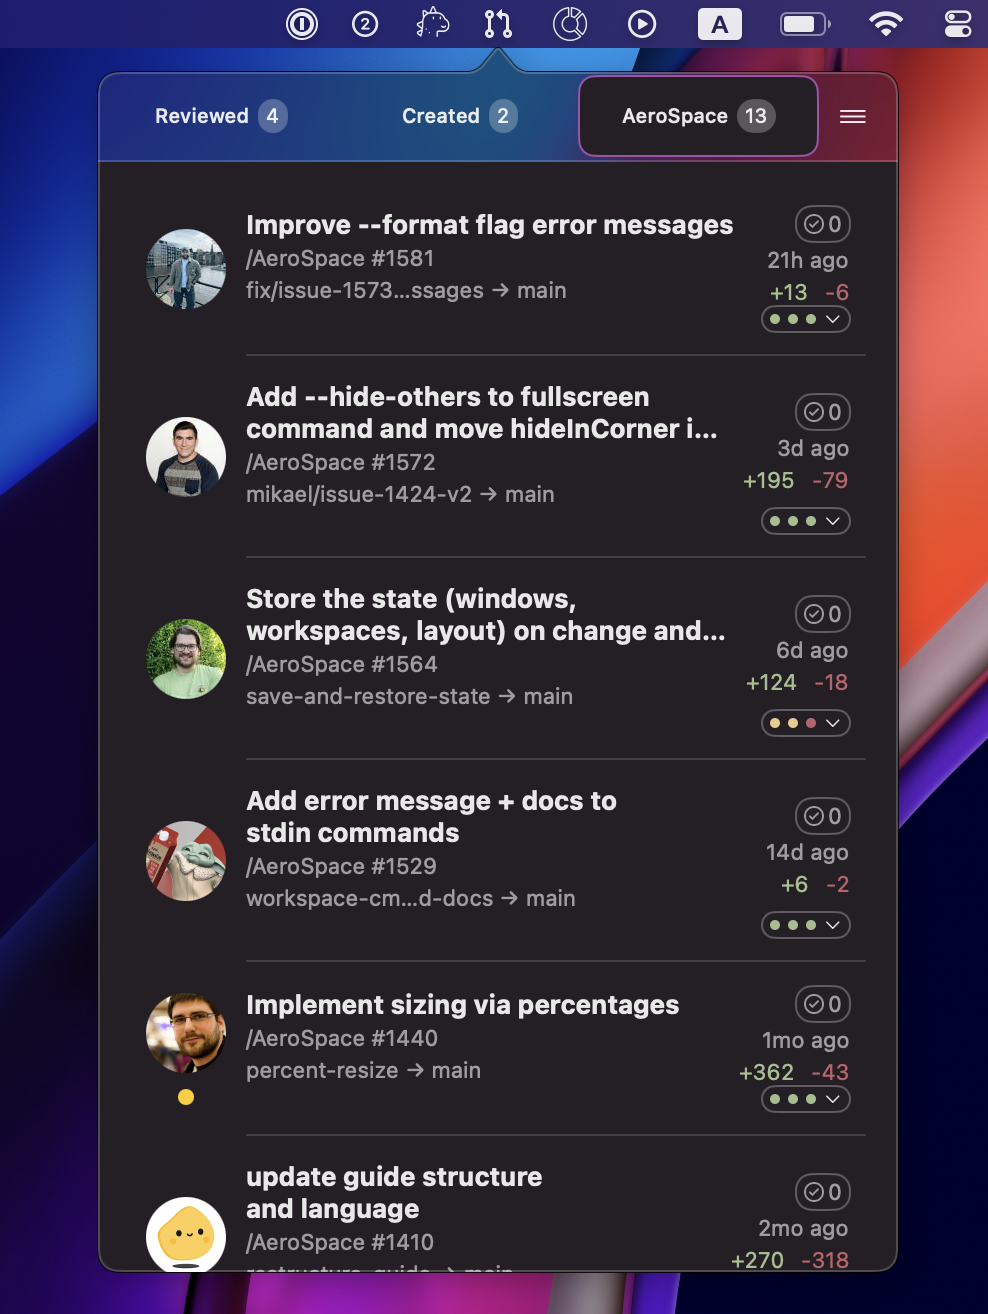 2
A
Reviewed 4
Created 2
AeroSpace 13
Improve --format flag error messages
0
/AeroSpace #1581
21h ago
fix/issue-1573...ssages → main
+13 -6
Add --hide-others to fullscreen
command and move hideInCorner i...
0
/AeroSpace #1572
3d ago
mikael/issue-1424-v2 → main
+195 -79
Store the state (windows,
workspaces, layout) on change and...
0
/AeroSpace #1564
6d ago
save-and-restore-state → main
+124 -18
Add error message + docs to
stdin commands
0
/AeroSpace #1529
14d ago
workspace-cm...d-docs → main
+6 -2
Implement sizing via percentages
0
/AeroSpace #1440
1mo ago
percent-resize → main
+362 -43
update guide structure
and language
0
/AeroSpace #1410
2mo ago
+270 -318